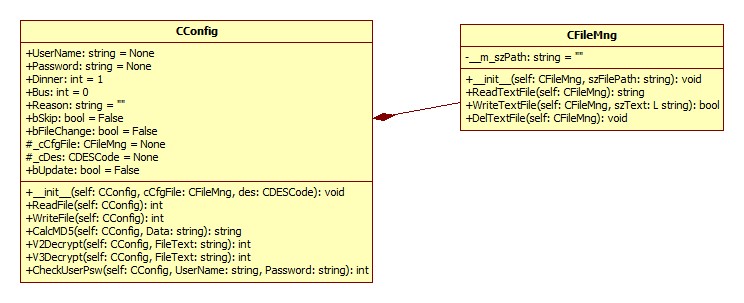 CConfig
+UserName: string = None
+Password: string = None
+Dinner: int = 1
+Bus: int = 0
+Reason: string = ""
+bSkip: bool = False
+bFileChange: bool = False
#_cCfgFile: CFileMng = None
#_cDes: CDESCode = None
+bUpdate: bool = False
+__init__(self: CConfig, cCfgFile: CFileMng, des: CDESCode): void
+ReadFile(self: CConfig): int
+WriteFile(self: CConfig): int
+CalcMD5(self: CConfig, Data: string): string
+V2Decrypt(self: CConfig, FileText: string): int
+V3Decrypt(self: CConfig, FileText: string): int
+CheckUserPsw(self: CConfig, UserName: string, Password: string): int
CFileMng
-__m_szPath: string = ""
+__init__(self: CFileMng, szFilePath: string): void
+ReadTextFile(self: CFileMng): string
+WriteTextFile(self: CFileMng, szText: L string): bool
+DelTextFile(self: CFileMng): void